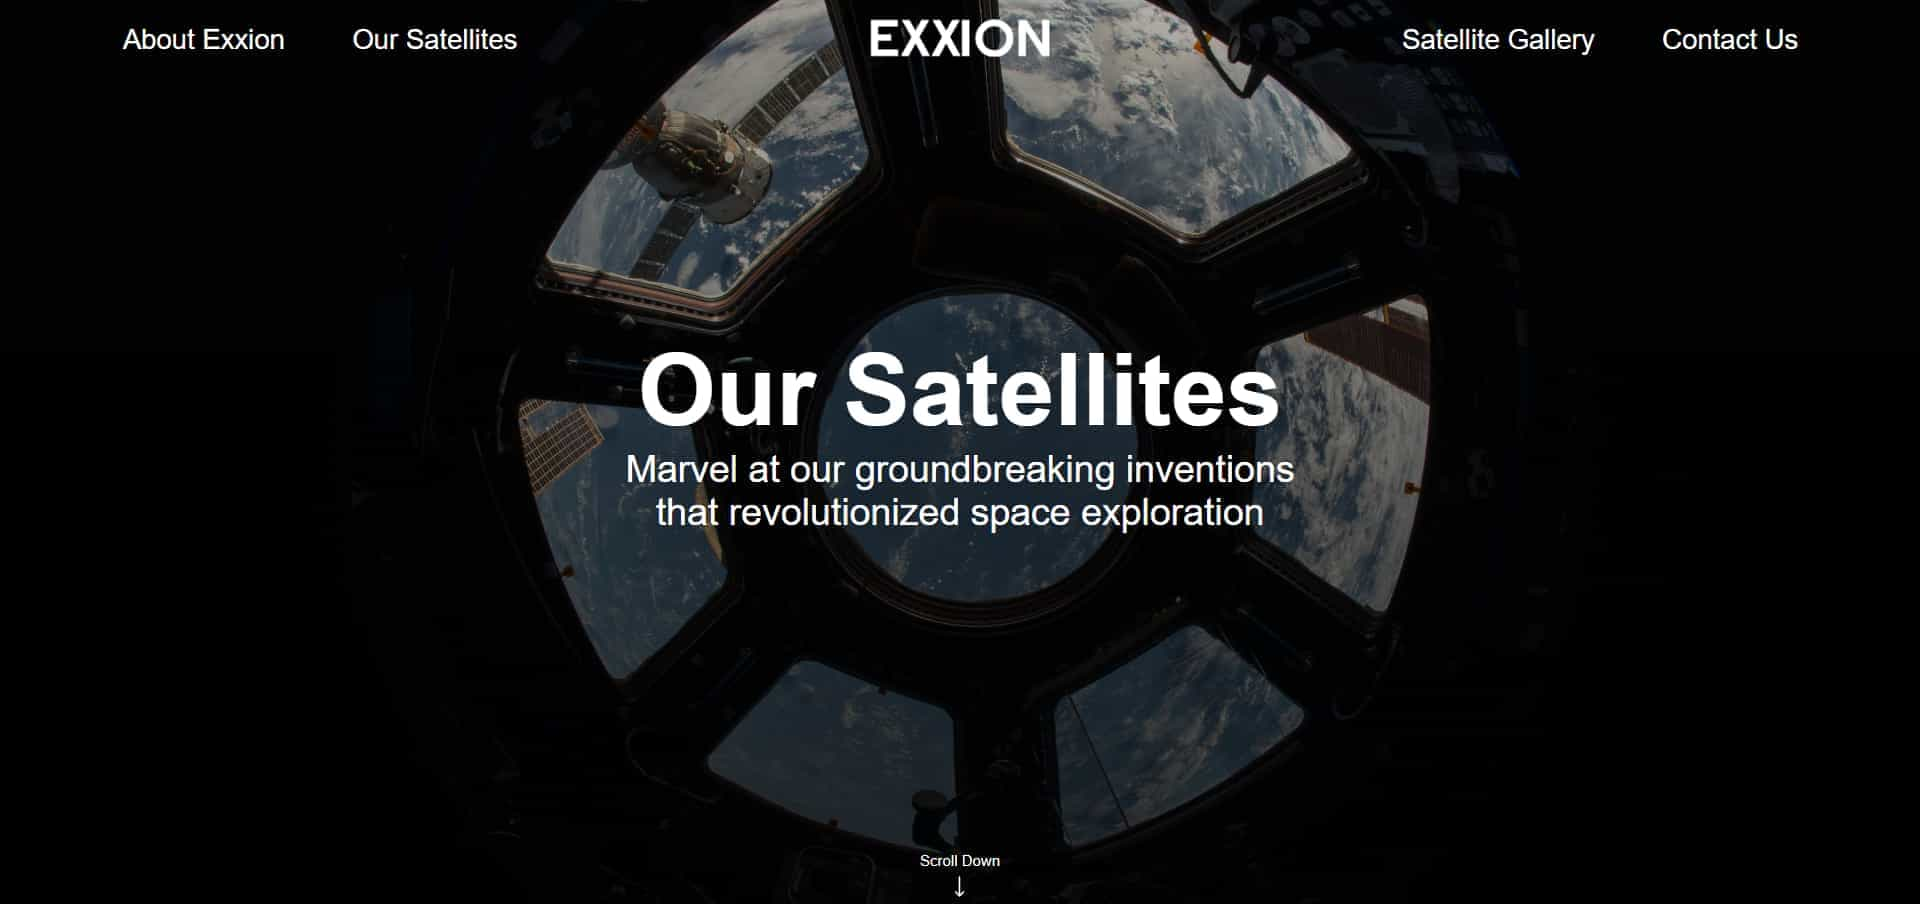 About Exxion
Our Satellites
EXXION
Satellite Gallery
Contact Us
Our Satellites
Marvel at our groundbreaking inventions
that revolutionized space exploration
Scroll Down
↓